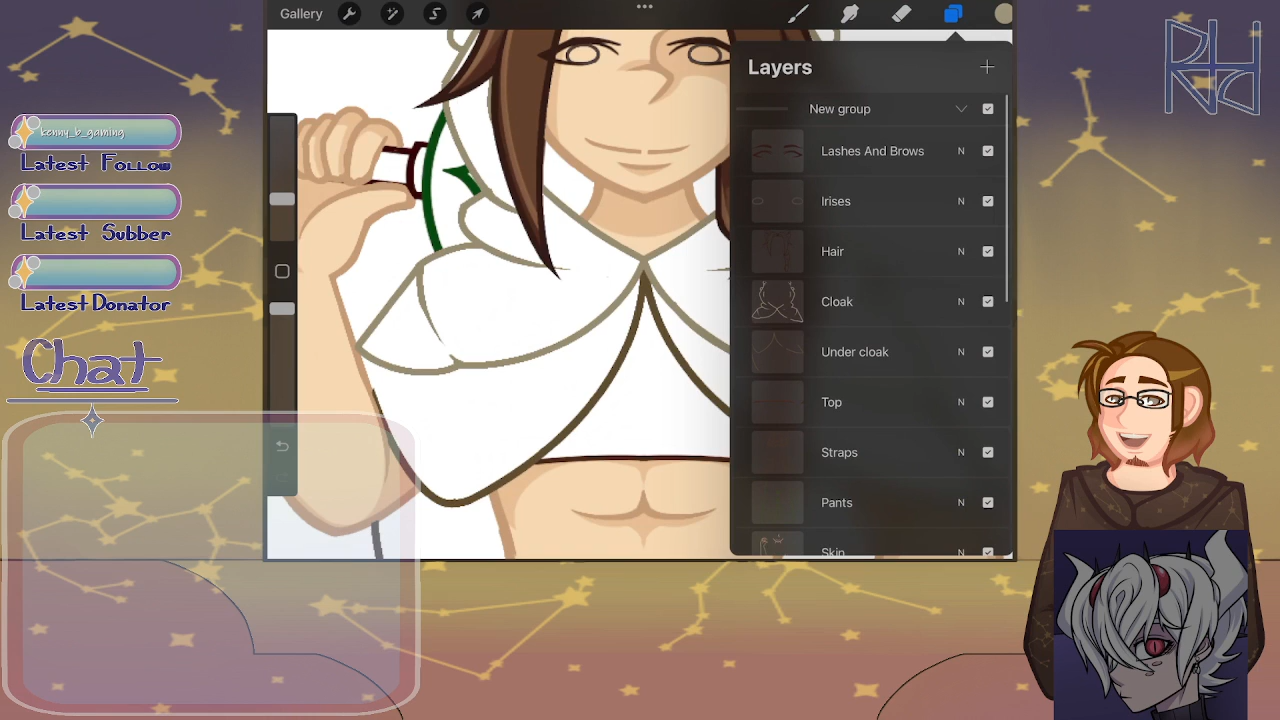 Gallery
Layers
New group
Lashes And Brows N
Irises N
Hair N
Cloak N
Under cloak N
Top N
Straps N
Pants N
Skin N
kenny_b_gaming
Latest Follow
Latest Subber
Latest Donator
Chat